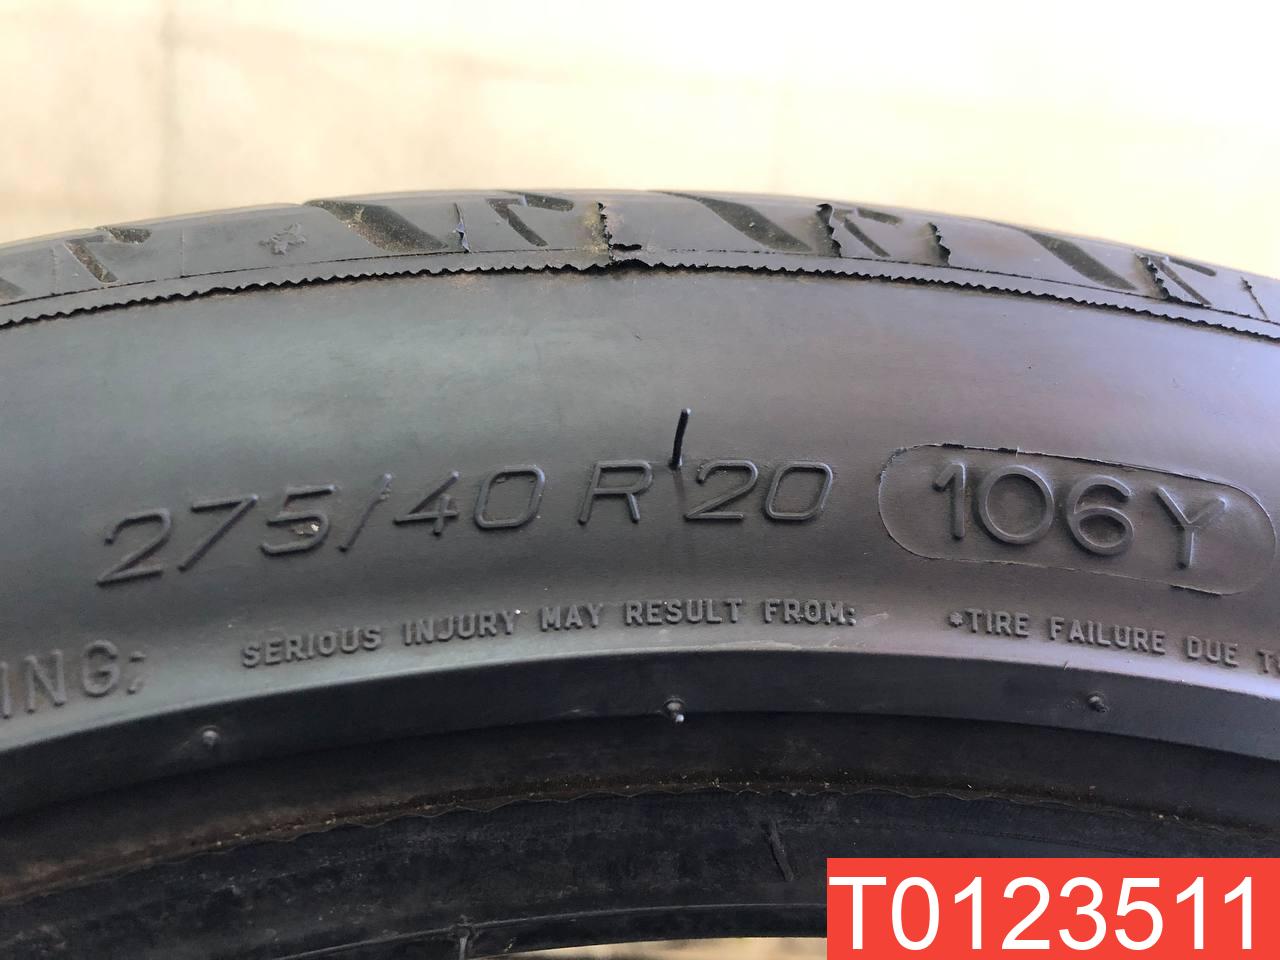 275/40 R 20 106Y
ING:
SERIOUS INJURY MAY RESULT FROM:
*TIRE FAILURE DUE
T0123511